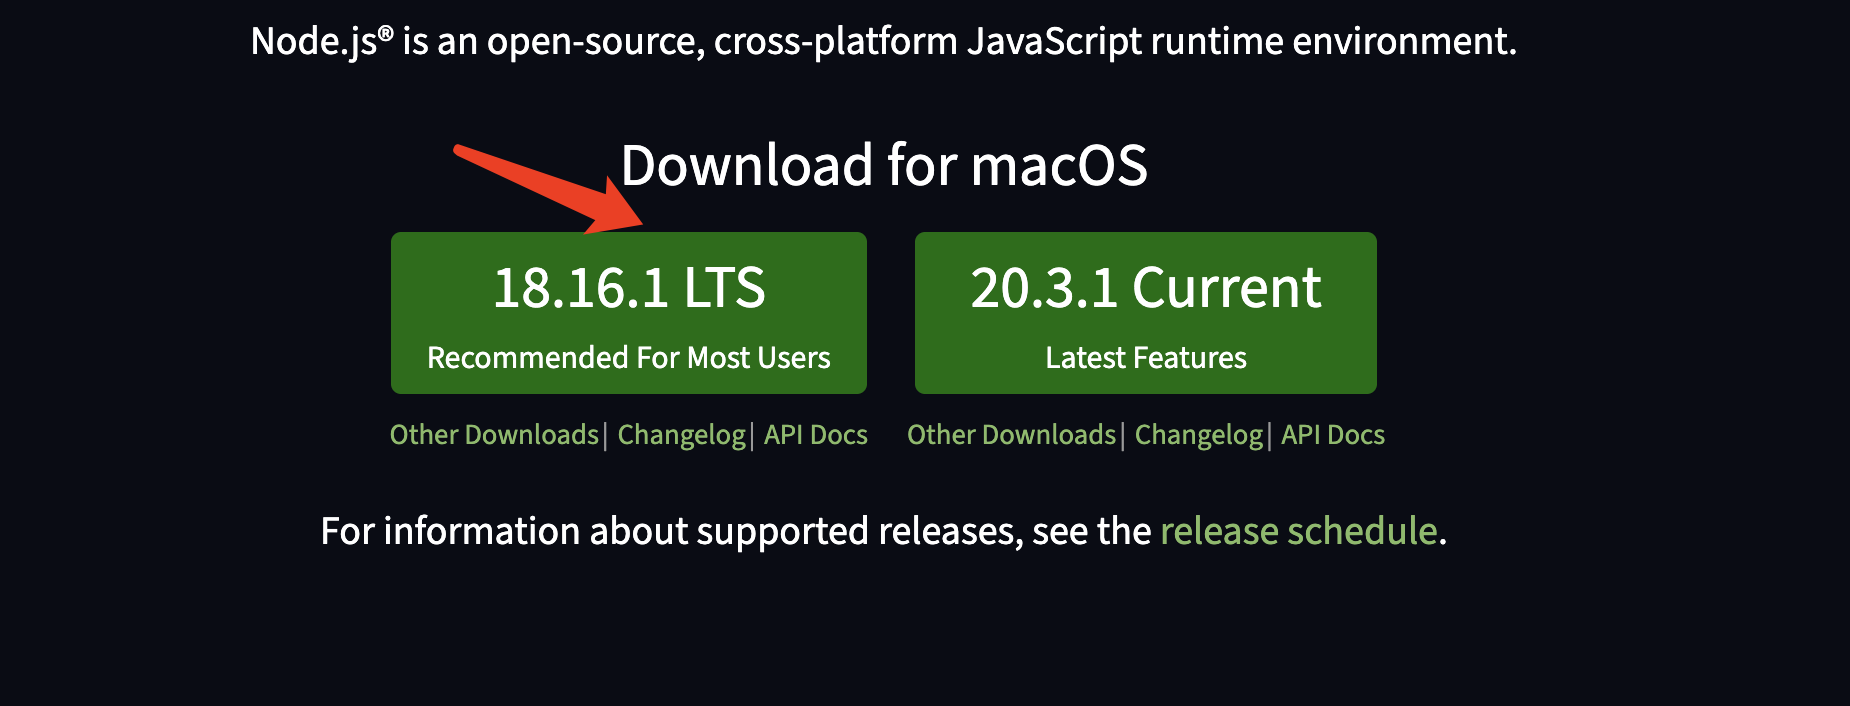 Node.js® is an open-source, cross-platform JavaScript runtime environment.
Download for macOS
18.16.1 LTS
Recommended For Most Users
20.3.1 Current
Latest Features
Other Downloads| Changelog| API Docs
Other Downloads| Changelog| API Docs
For information about supported releases, see the release schedule.